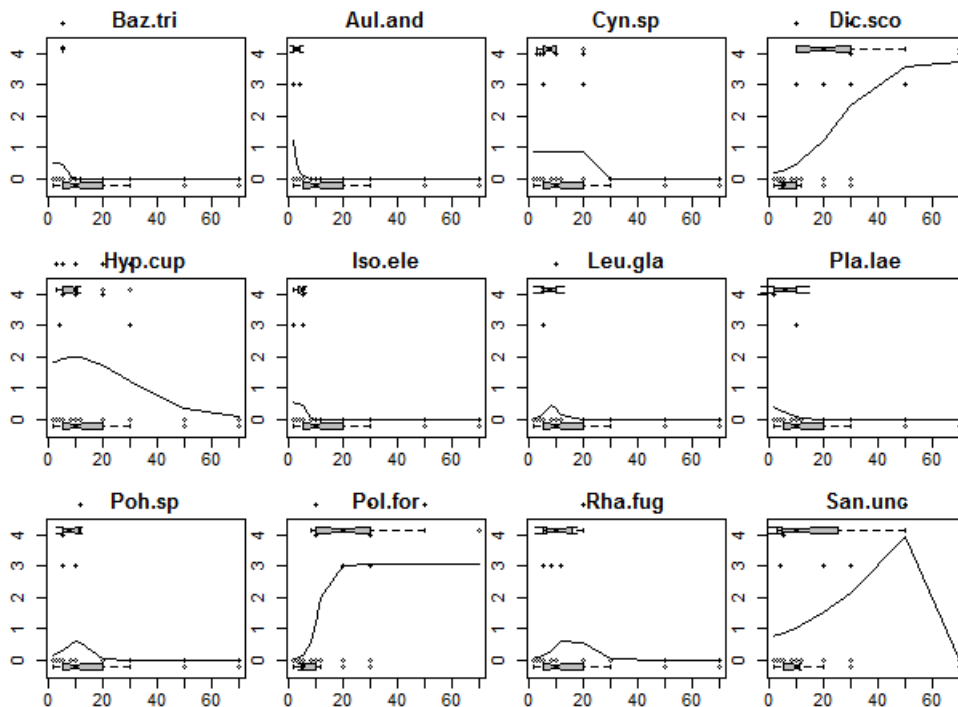 Baz.tri Aul.and Cyn.sp Dic.sco
4 4 4 4
3 3 3 3
2 2 2 2
1 1 1 1
0 0 0 0
0 20 40 60 0 20 40 60 0 20 40 60 0 20 40 60
Hyp.cup Iso.ele Leu.gla Pla.lae
4 4 4 4
3 3 3 3
2 2 2 2
1 1 1 1
0 0 0 0
0 20 40 60 0 20 40 60 0 20 40 60 0 20 40 60
Poh.sp Pol.for Rha.fug San.unc
4 4 4 4
3 3 3 3
2 2 2 2
1 1 1 1
0 0 0 0
0 20 40 60 0 20 40 60 0 20 40 60 0 20 40 60